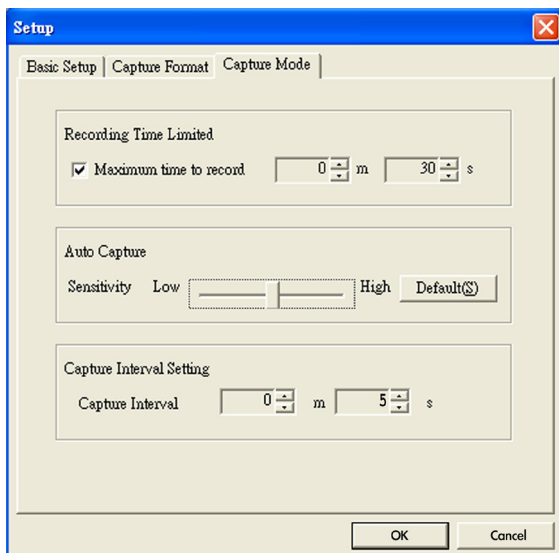 Setup
Basic Setup Capture Format Capture Mode
Recording Time Limited
Maximum time to record 0 m 30 s
Auto Capture
Sensitivity Low High Default(S)
Capture Interval Setting
Capture Interval 0 m 5 s
OK Cancel